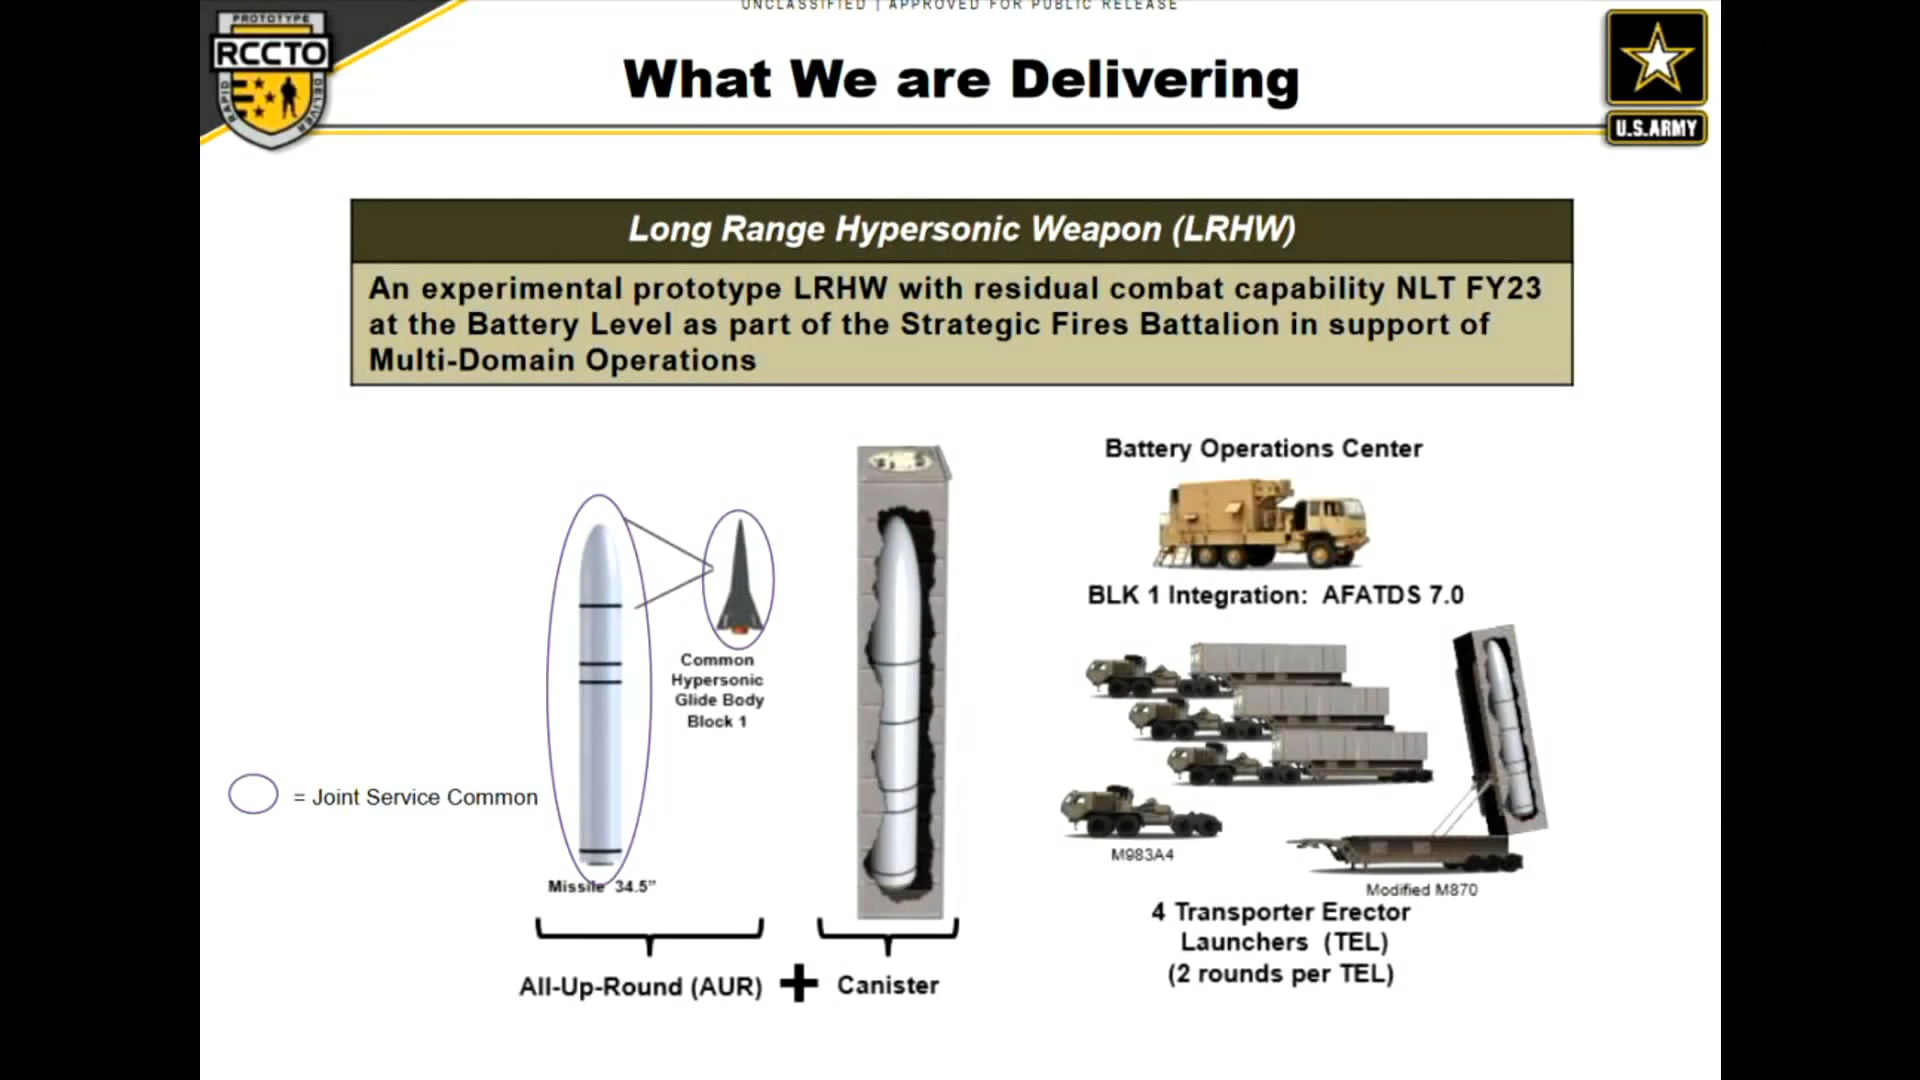 UNCLASSIFIED | APPROVED FOR PUBLIC RELEASE
PROTOTYPE
RCCTO
RAPID
DELIVER
What We are Delivering
U.S.ARMY
Long Range Hypersonic Weapon (LRHW)
An experimental prototype LRHW with residual combat capability NLT FY23
at the Battery Level as part of the Strategic Fires Battalion in support of
Multi-Domain Operations
Common
Hypersonic
Glide Body
Block 1
= Joint Service Common
Missile 34.5”
All-Up-Round (AUR)
+
Canister
Battery Operations Center
BLK 1 Integration: AFATDS 7.0
M983A4
Modified M870
4 Transporter Erector
Launchers (TEL)
(2 rounds per TEL)